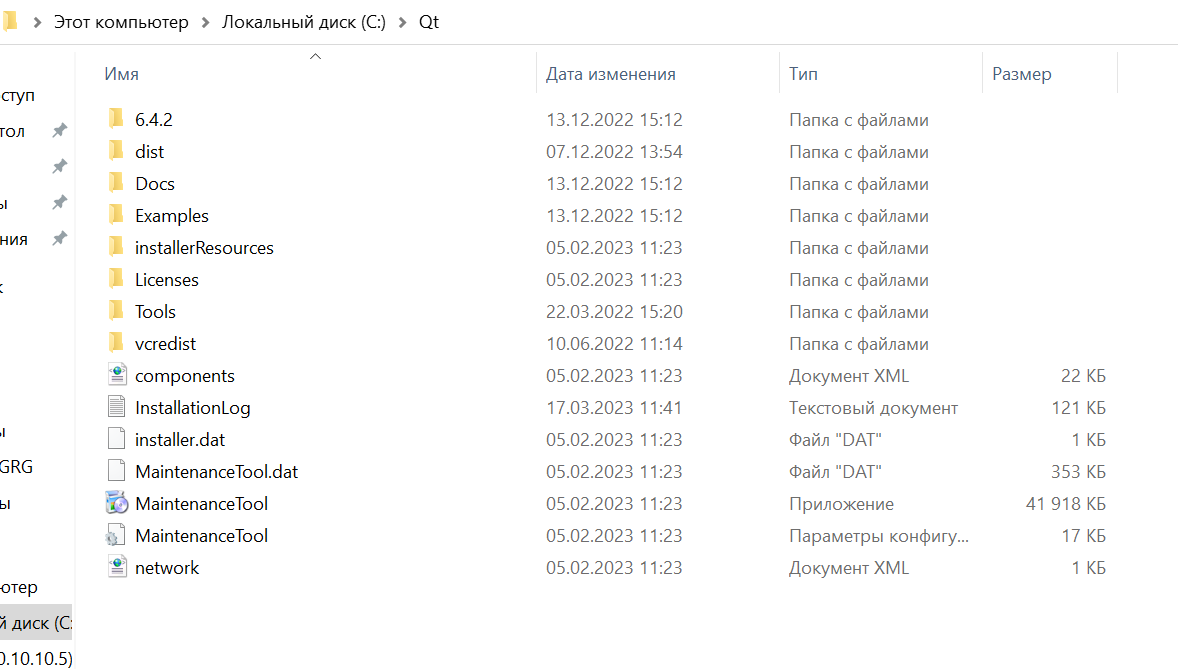 Этот компьютер > Локальный диск (C:) > Qt
Имя Дата изменения Тип Размер
6.4.2 13.12.2022 15:12 Папка с файлами
dist 07.12.2022 13:54 Папка с файлами
Docs 13.12.2022 15:12 Папка с файлами
Examples 13.12.2022 15:12 Папка с файлами
installerResources 05.02.2023 11:23 Папка с файлами
Licenses 05.02.2023 11:23 Папка с файлами
Tools 22.03.2022 15:20 Папка с файлами
vcredist 10.06.2022 11:14 Папка с файлами
components 05.02.2023 11:23 Документ XML 22 КБ
InstallationLog 17.03.2023 11:41 Текстовый документ 121 КБ
installer.dat 05.02.2023 11:23 Файл "DAT" 1 КБ
MaintenanceTool.dat 05.02.2023 11:23 Файл "DAT" 353 КБ
MaintenanceTool 05.02.2023 11:23 Приложение 41 918 КБ
MaintenanceTool 05.02.2023 11:23 Параметры конфигу... 17 КБ
network 05.02.2023 11:23 Документ XML 1 КБ
ступ
тол
ы
ния
к
ы
GRG
ы
ютер
й диск (C:
0.10.10.5)